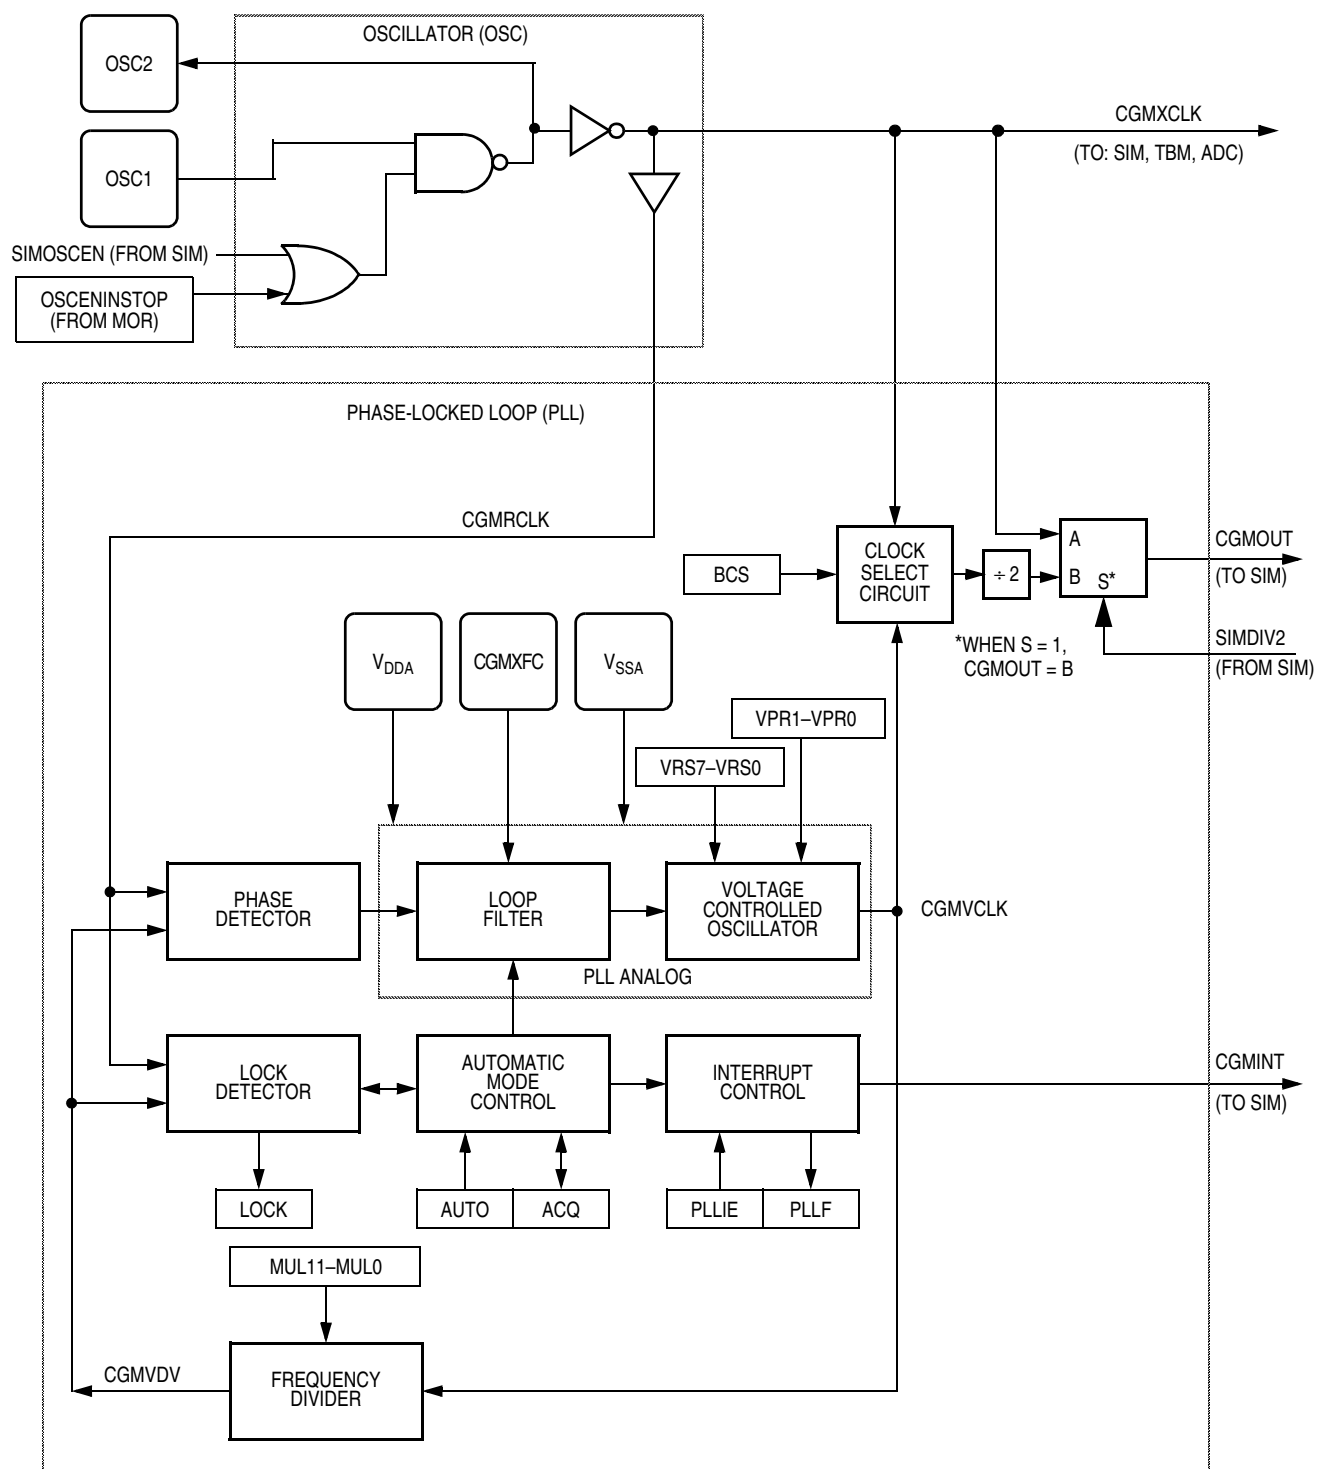 OSCILLATOR (OSC)
OSC2
CGMXCLK
(TO: SIM, TBM, ADC)
OSC1
SIMOSCEN (FROM SIM)
OSCENINSTOP
(FROM MOR)
PHASE-LOCKED LOOP (PLL)
CGMRCLK
BCS
CLOCK
SELECT
CIRCUIT
÷ 2
A
B
S*
CGMOUT
(TO SIM)
*WHEN S = 1,
CGMOUT = B
SIMDIV2
(FROM SIM)
VDDA
CGMXFC
VSSA
VPR1–VPR0
VRS7–VRS0
PHASE
DETECTOR
LOOP
FILTER
VOLTAGE
CONTROLLED
OSCILLATOR
CGMVCLK
PLL ANALOG
LOCK
DETECTOR
AUTOMATIC
MODE
CONTROL
INTERRUPT
CONTROL
CGMINT
(TO SIM)
LOCK
AUTO
ACQ
PLLIE
PLLF
MUL11–MUL0
CGMVDV
FREQUENCY
DIVIDER